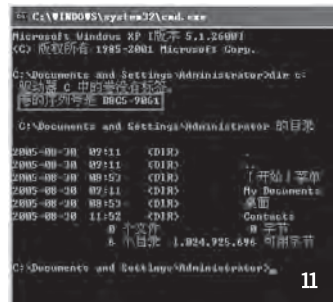 C:\WINDOWS\system32\cmd.exe
Microsoft Windows XP [版本 5.1.2600]
(C) 版权所有 1985-2001 Microsoft Corp.
C:\Documents and Settings\Administrator>dir c:
驱动器 C 中的卷没有标签。
卷的序列号是 D8C5-9061
C:\Documents and Settings\Administrator 的目录
2005-08-30 09:11 <DIR> .
2005-08-30 09:11 <DIR> ..
2005-08-30 08:53 <DIR> 「开始」菜单
2005-08-30 09:11 <DIR> My Documents
2005-08-30 08:53 <DIR> 桌面
2005-08-30 11:52 <DIR> Contacts
0 个文件 0 字节
6 个目录 1,024,925,696 可用字节
C:\Documents and Settings\Administrator>_
11